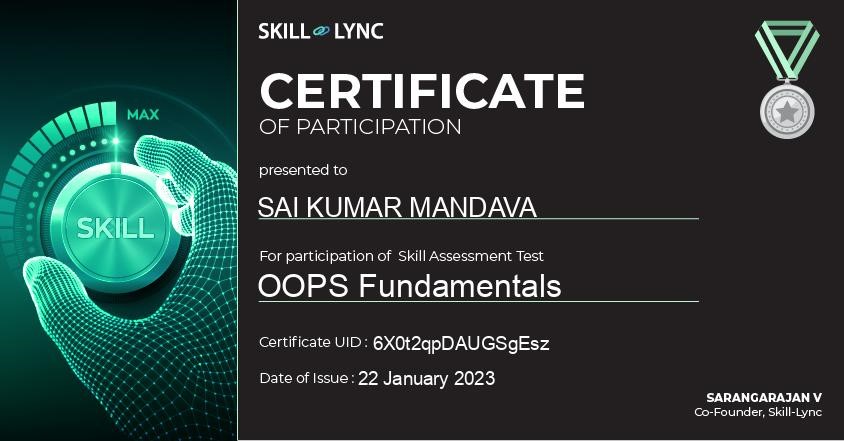 SKILL LYNC
CERTIFICATE
OF PARTICIPATION
presented to
SAI KUMAR MANDAVA
For participation of Skill Assessment Test
OOPS Fundamentals
Certificate UID : 6X0t2qpDAUGSgEsz
Date of Issue : 22 January 2023
SARANGARAJAN V
Co-Founder, Skill-Lync
MAX
SKILL